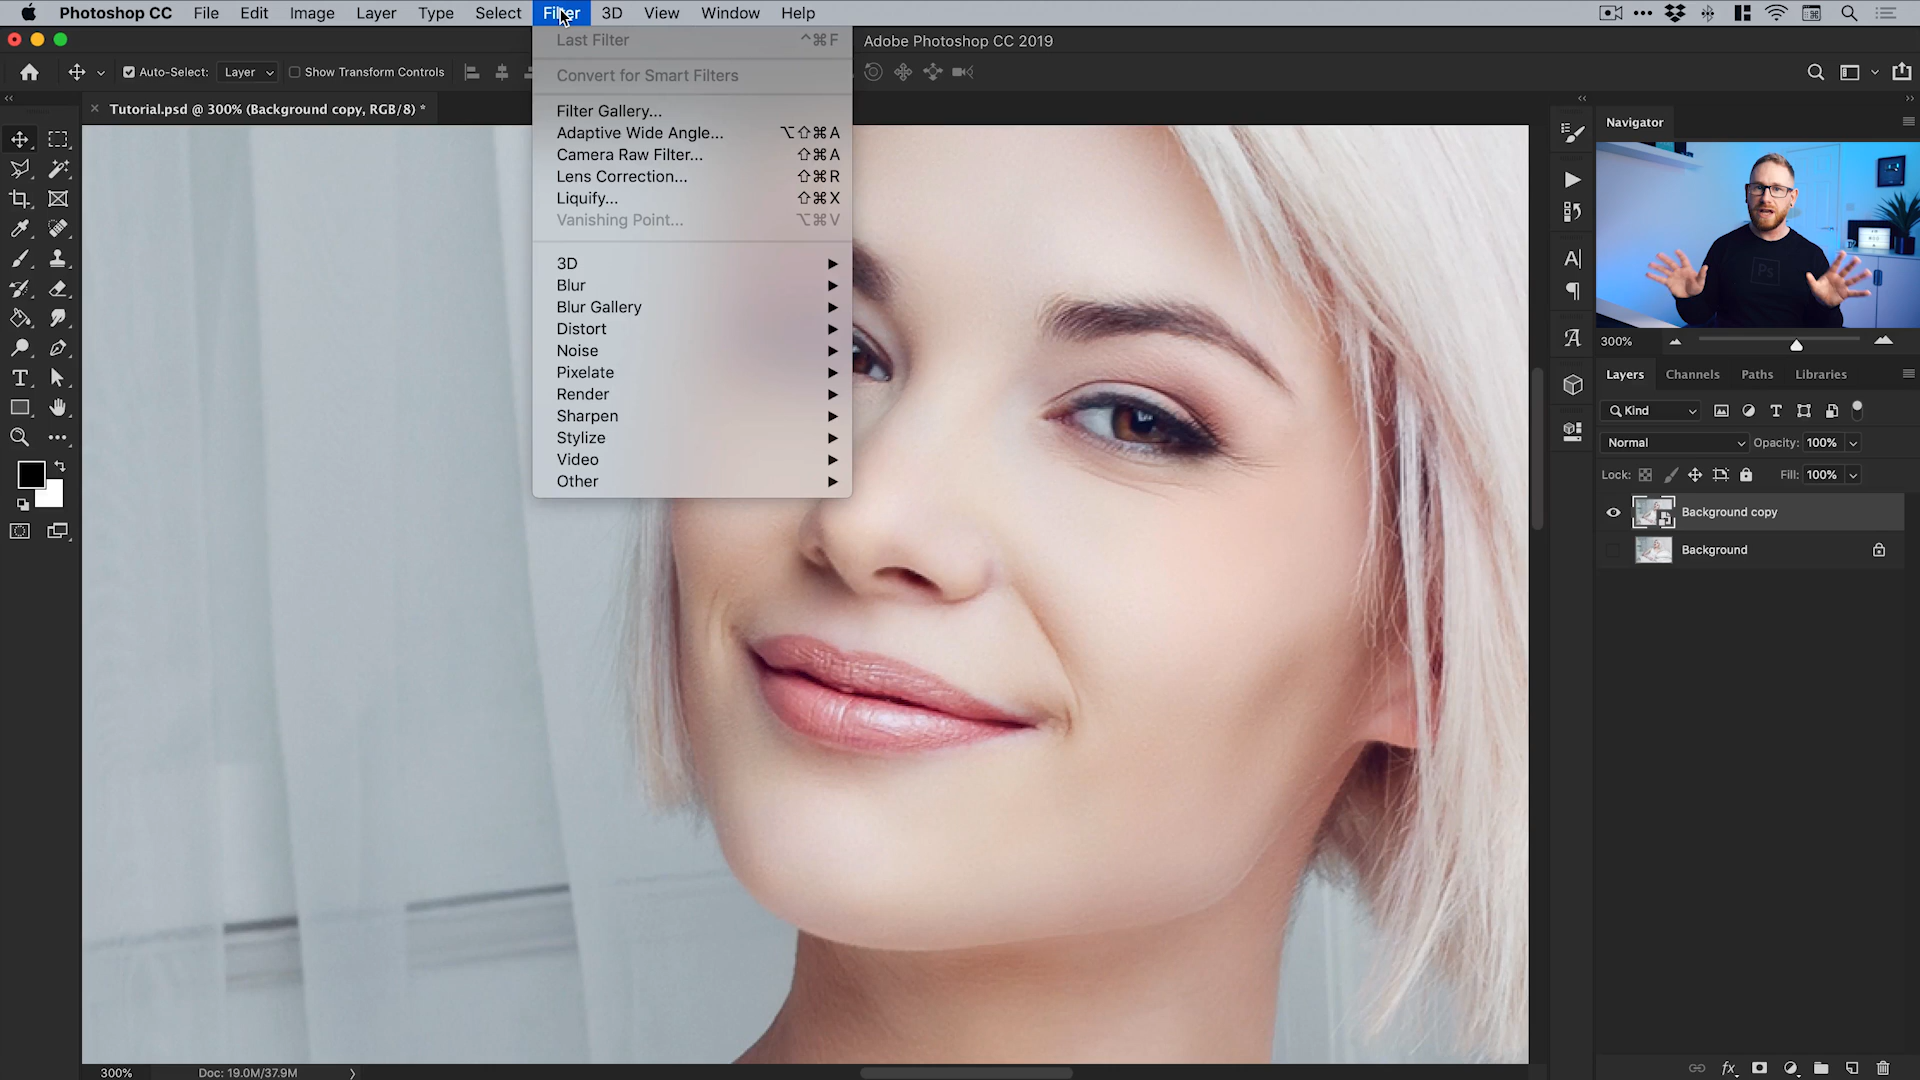 Photoshop CC File Edit Image Layer Type Select Filter 3D View Window Help
Adobe Photoshop CC 2019
Auto-Select: Layer Show Transform Controls
Tutorial.psd @ 300% (Background copy, RGB/8) *
Last Filter ^⌘F
Convert for Smart Filters
Filter Gallery...
Adaptive Wide Angle... ⌥⇧⌘A
Camera Raw Filter... ⇧⌘A
Lens Correction... ⇧⌘R
Liquify... ⇧⌘X
Vanishing Point... ⌥⌘V
3D
Blur
Blur Gallery
Distort
Noise
Pixelate
Render
Sharpen
Stylize
Video
Other
Navigator
Ps
300%
Layers Channels Paths Libraries
Kind
Normal Opacity: 100%
Lock: Fill: 100%
Background copy
Background
fx
300% Doc: 19.0M/37.9M